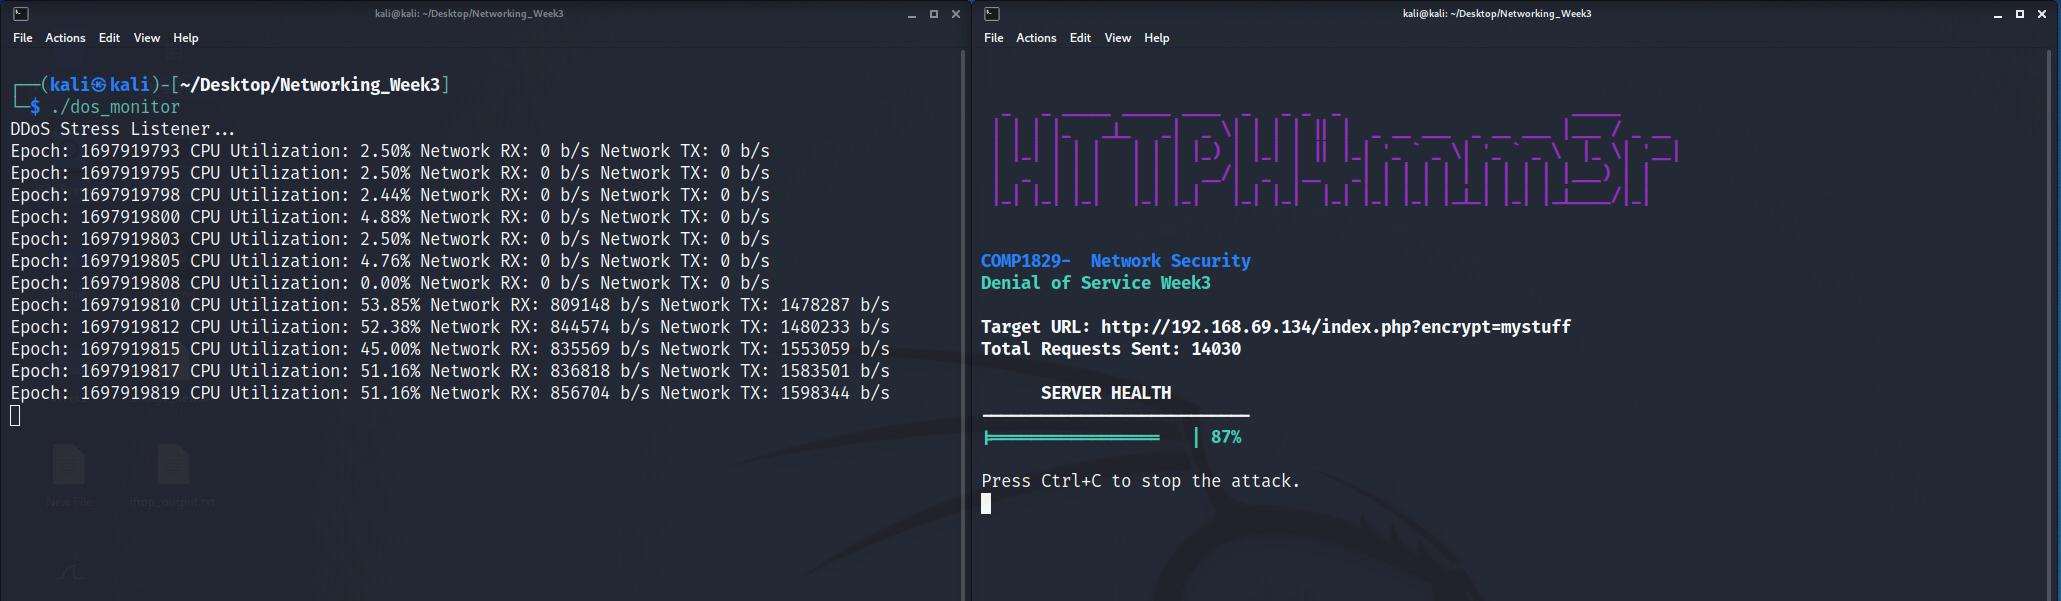 kali@kali: ~/Desktop/Networking_Week3
File Actions Edit View Help
┌──(kali㉿kali)-[~/Desktop/Networking_Week3]
└─$ ./dos_monitor
DDoS Stress Listener...
Epoch: 1697919793 CPU Utilization: 2.50% Network RX: 0 b/s Network TX: 0 b/s
Epoch: 1697919795 CPU Utilization: 2.50% Network RX: 0 b/s Network TX: 0 b/s
Epoch: 1697919798 CPU Utilization: 2.44% Network RX: 0 b/s Network TX: 0 b/s
Epoch: 1697919800 CPU Utilization: 4.88% Network RX: 0 b/s Network TX: 0 b/s
Epoch: 1697919803 CPU Utilization: 2.50% Network RX: 0 b/s Network TX: 0 b/s
Epoch: 1697919805 CPU Utilization: 4.76% Network RX: 0 b/s Network TX: 0 b/s
Epoch: 1697919808 CPU Utilization: 0.00% Network RX: 0 b/s Network TX: 0 b/s
Epoch: 1697919810 CPU Utilization: 53.85% Network RX: 809148 b/s Network TX: 1478287 b/s
Epoch: 1697919812 CPU Utilization: 52.38% Network RX: 844574 b/s Network TX: 1480233 b/s
Epoch: 1697919815 CPU Utilization: 45.00% Network RX: 835569 b/s Network TX: 1553059 b/s
Epoch: 1697919817 CPU Utilization: 51.16% Network RX: 836818 b/s Network TX: 1583501 b/s
Epoch: 1697919819 CPU Utilization: 51.16% Network RX: 856704 b/s Network TX: 1598344 b/s
New File
iftop_output.txt
kali@kali: ~/Desktop/Networking_Week3
File Actions Edit View Help
HTTPH4mm3r
COMP1829- Network Security
Denial of Service Week3
Target URL: http://192.168.69.134/index.php?encrypt=mystuff
Total Requests Sent: 14030
SERVER HEALTH
87%
Press Ctrl+C to stop the attack.